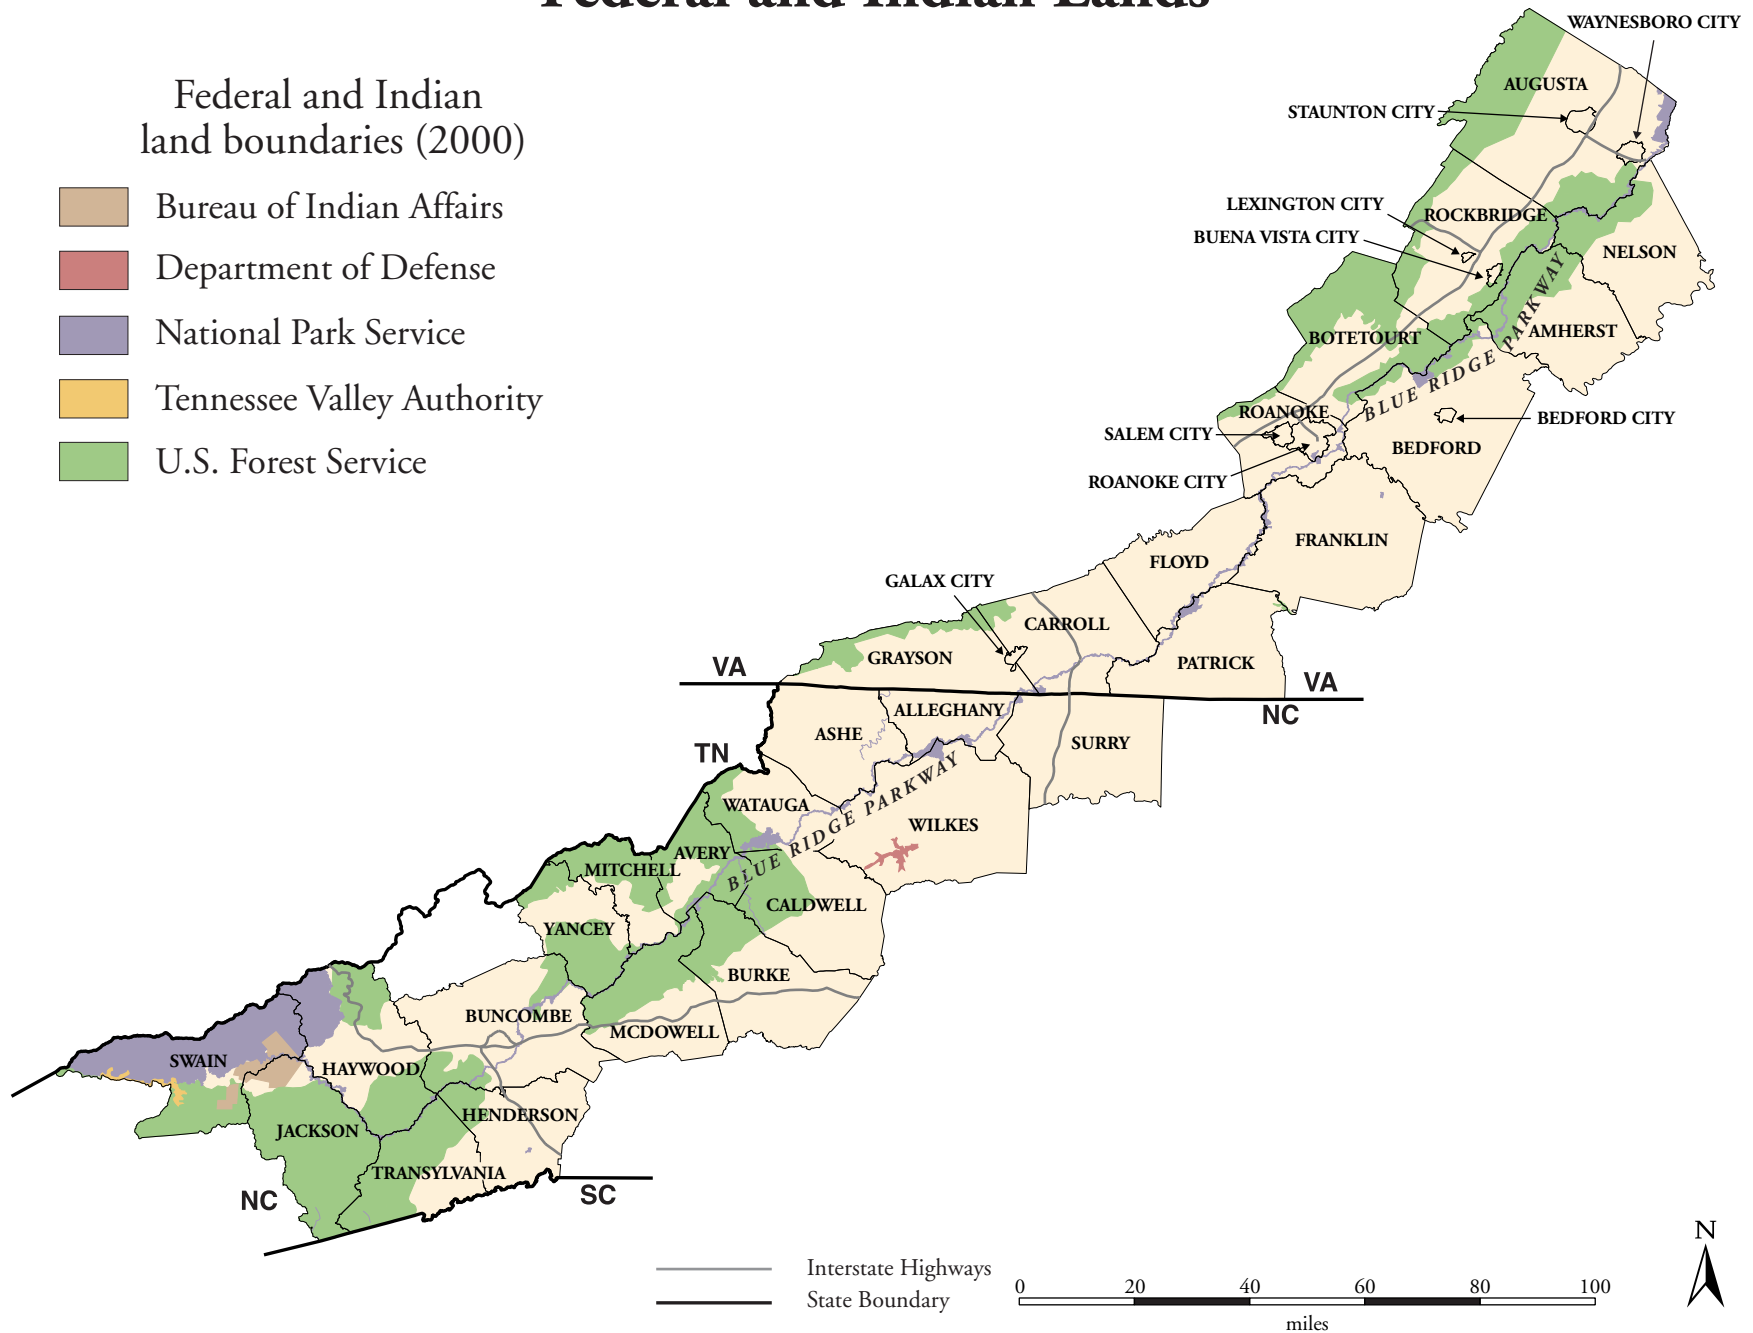 Federal and Indian Lands
Federal and Indian
land boundaries (2000)
Bureau of Indian Affairs
Department of Defense
National Park Service
Tennessee Valley Authority
U.S. Forest Service
WAYNESBORO CITY
AUGUSTA
STAUNTON CITY
LEXINGTON CITY
ROCKBRIDGE
BUENA VISTA CITY
NELSON
BOTETOURT
AMHERST
BLUE RIDGE PARKWAY
ROANOKE
SALEM CITY
BEDFORD CITY
BEDFORD
ROANOKE CITY
FRANKLIN
FLOYD
GALAX CITY
CARROLL
GRAYSON
PATRICK
VA
VA
NC
ALLEGHANY
ASHE
SURRY
TN
WATAUGA
BLUE RIDGE PARKWAY
WILKES
AVERY
MITCHELL
CALDWELL
YANCEY
BURKE
BUNCOMBE
MCDOWELL
SWAIN
HAYWOOD
HENDERSON
JACKSON
TRANSYLVANIA
NC
SC
Interstate Highways
State Boundary
0 20 40 60 80 100
miles
N